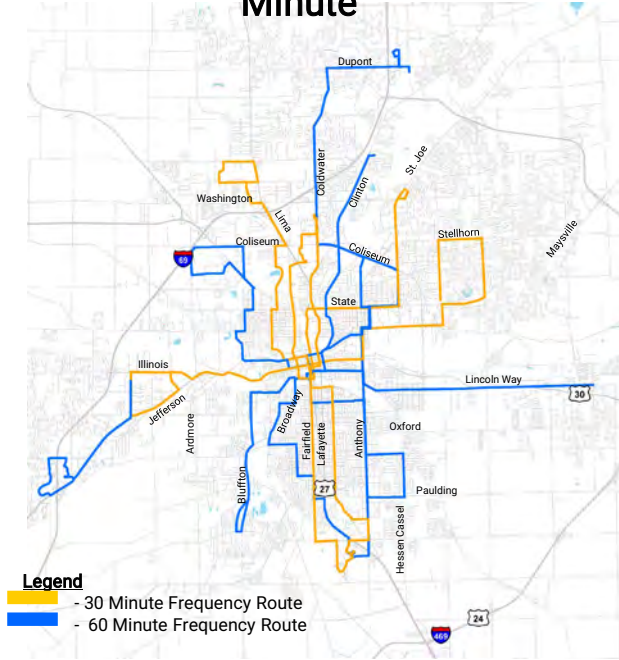 Minute
Dupont
Coldwater
Clinton
St. Joe
Washington
Lima
Stellhorn
Maysville
Coliseum
Coliseum
69
State
Illinois
Lincoln Way
30
Jefferson
Broadway
Ardmore
Fairfield
Lafayette
Anthony
Oxford
Bluffton
27
Paulding
Hessen Cassel
Legend
- 30 Minute Frequency Route
- 60 Minute Frequency Route
24
469